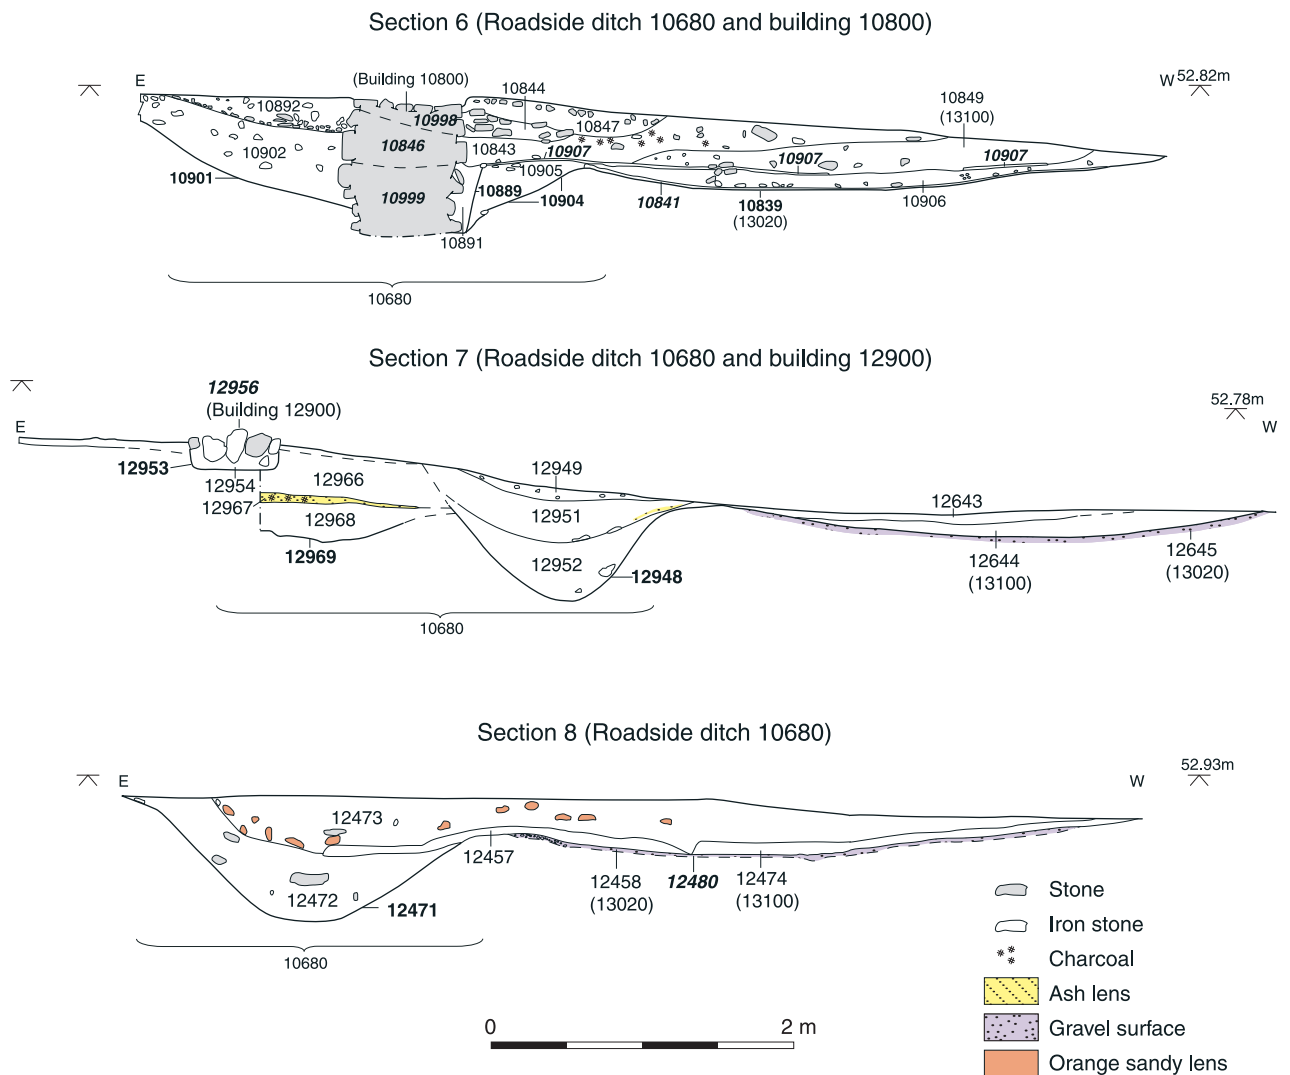 Section 6 (Roadside ditch 10680 and building 10800)
E
(Building 10800)
W 52.82m
10844
10849
(13100)
10892
10998
10847
10846
10843
10907
10907
10907
10902
10905
10901
10889
10904
10841
10839
(13020)
10906
10999
10891
10680
Section 7 (Roadside ditch 10680 and building 12900)
12956
(Building 12900)
52.78m
E
W
12953
12954
12966
12949
12967
12951
12643
12968
12969
12952
12948
12644
(13100)
12645
(13020)
10680
Section 8 (Roadside ditch 10680)
52.93m
E
W
12473
12457
12458
(13020)
12480
12474
(13100)
12472
12471
10680
Stone
Iron stone
Charcoal
Ash lens
Gravel surface
Orange sandy lens
0
2 m